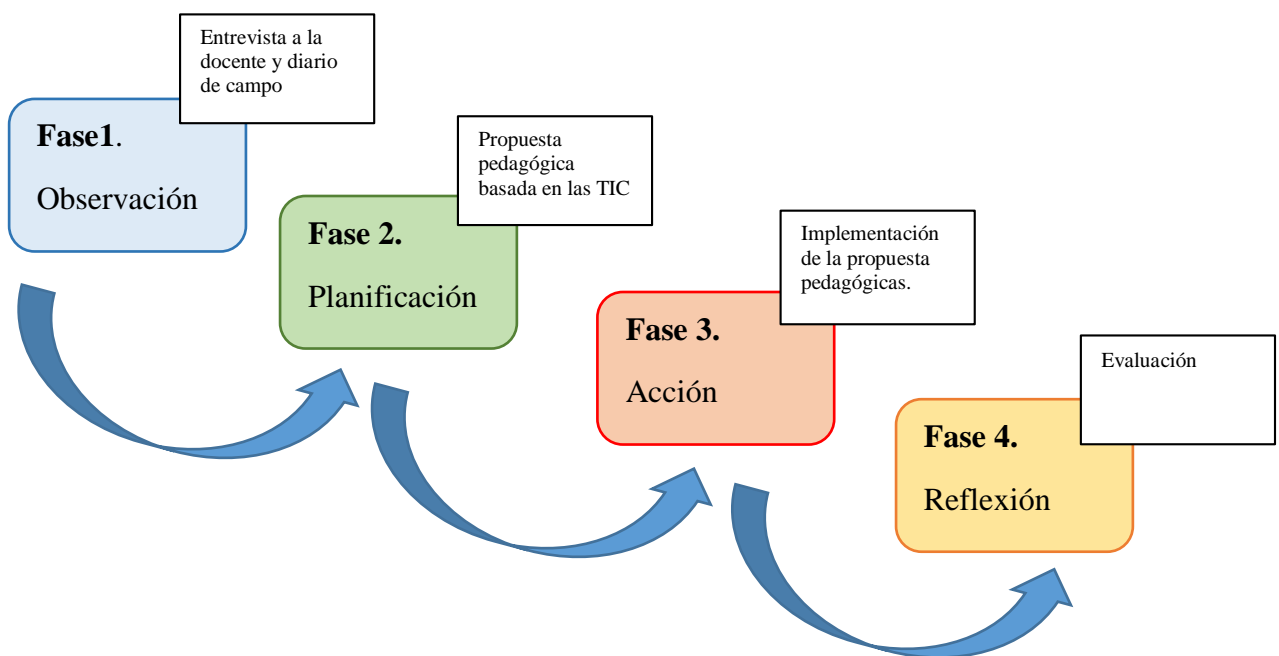 Entrevista a la
docente y diario
de campo
Fase1.
Observación
Propuesta
pedagógica
basada en las TIC
Fase 2.
Planificación
Implementación
de la propuesta
pedagógicas.
Fase 3.
Acción
Evaluación
Fase 4.
Reflexión